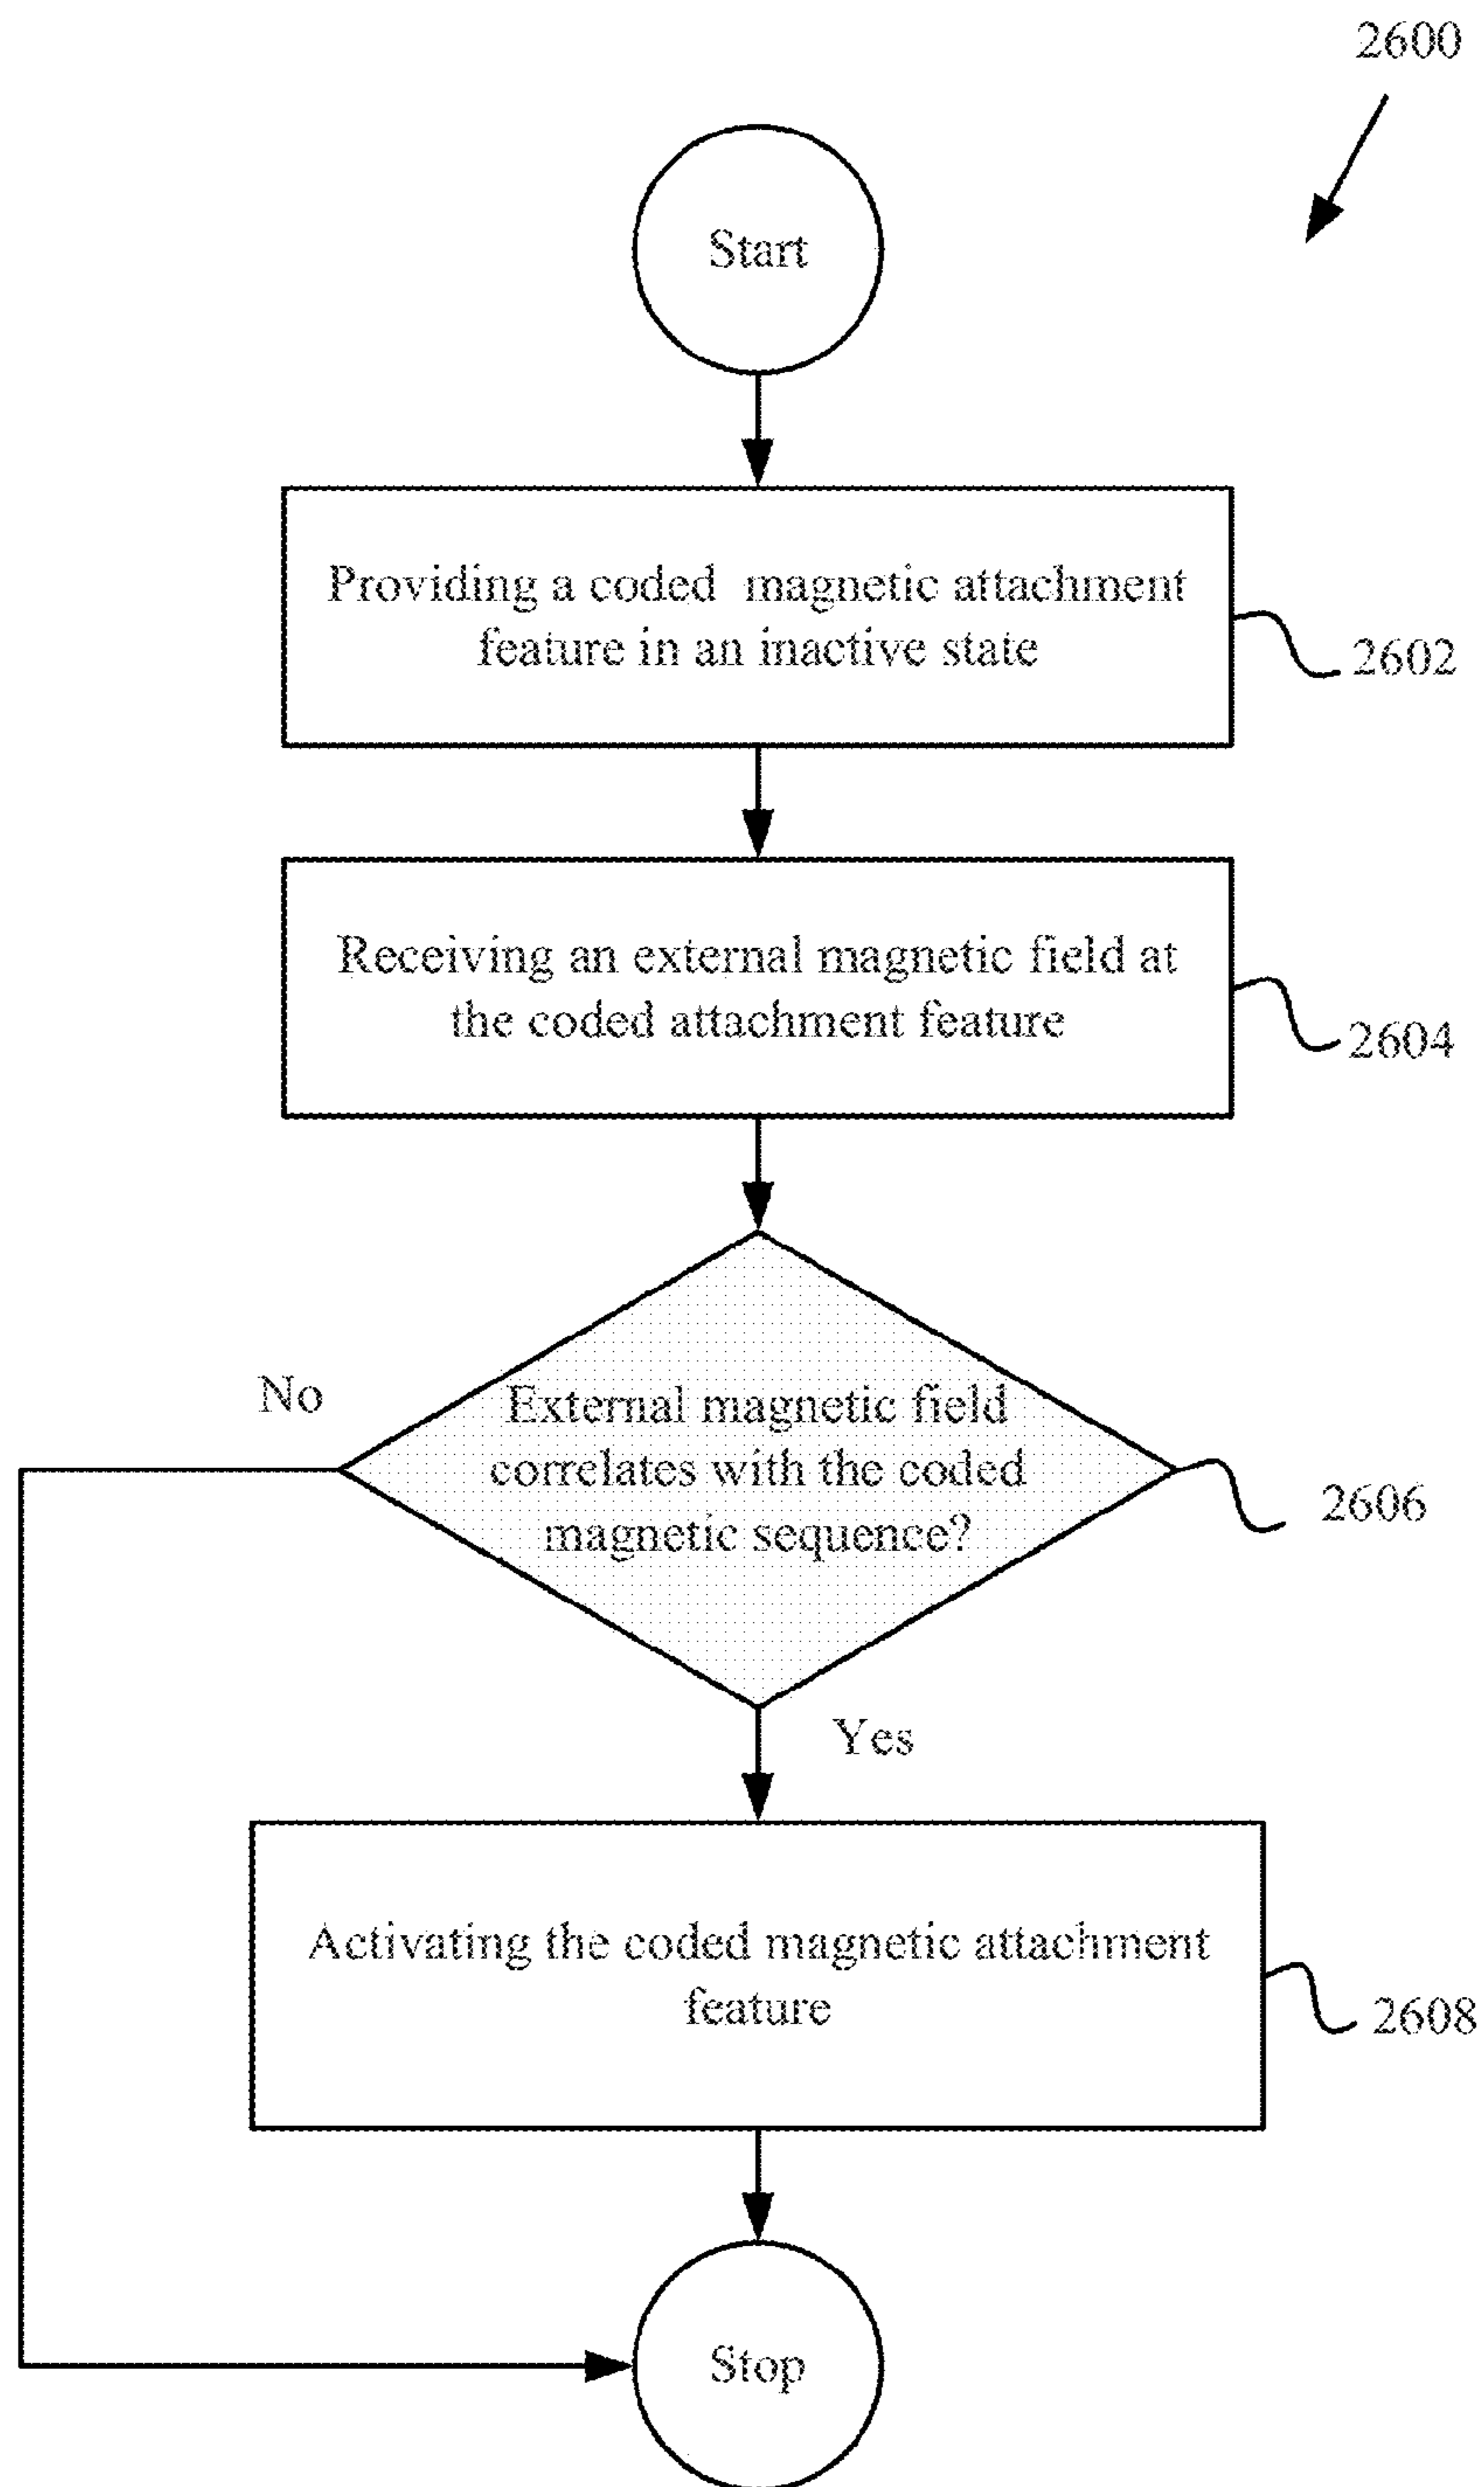 2600
Start
Providing a coded magnetic attachment
feature in an inactive state
2602
Receiving an external magnetic field at
the coded attachment feature
2604
No
External magnetic field
correlates with the coded
magnetic sequence?
2606
Yes
Activating the coded magnetic attachment
feature
2608
Stop